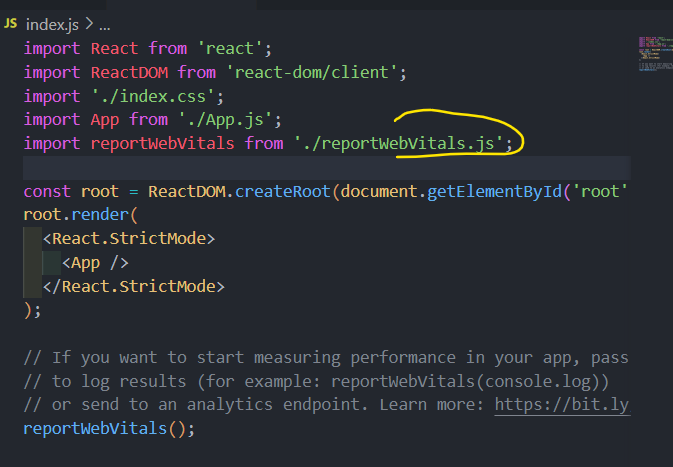 JS index.js > ...
import React from 'react';
import ReactDOM from 'react-dom/client';
import './index.css';
import App from './App.js';
import reportWebVitals from './reportWebVitals.js';
const root = ReactDOM.createRoot(document.getElementById('root'
root.render(
<React.StrictMode>
<App />
</React.StrictMode>
);
// If you want to start measuring performance in your app, pass
// to log results (for example: reportWebVitals(console.log))
// or send to an analytics endpoint. Learn more: https://bit.ly
reportWebVitals();